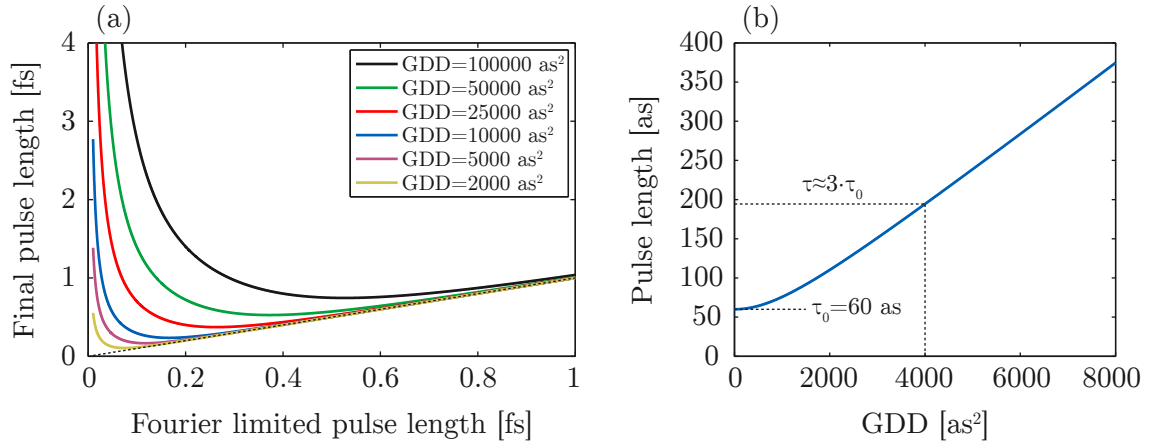 (a)
4
3
2
1
0
Final pulse length [fs]
GDD=100000 as²
GDD=50000 as²
GDD=25000 as²
GDD=10000 as²
GDD=5000 as²
GDD=2000 as²
0 0.2 0.4 0.6 0.8 1
Fourier limited pulse length [fs]
(b)
400
350
300
250
200
150
100
50
0
Pulse length [as]
τ≈3·τ₀
τ₀=60 as
0 2000 4000 6000 8000
GDD [as²]